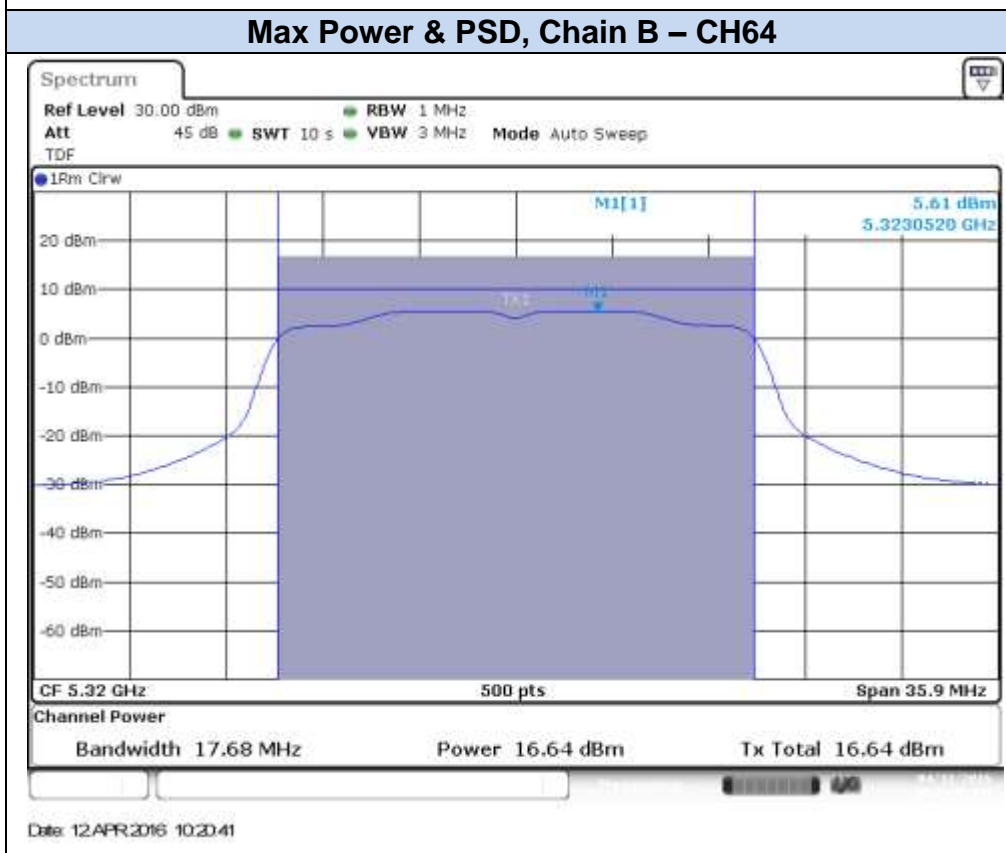 Max Power & PSD, Chain B – CH64
Spectrum
Ref Level 30.00 dBm RBW 1 MHz
Att 45 dB SWT 10 s VBW 3 MHz Mode Auto Sweep
TDF
1Rm Clrw
M1[1] 5.61 dBm
5.3230520 GHz
20 dBm
10 dBm
M1
0 dBm
-10 dBm
-20 dBm
-30 dBm
-40 dBm
-50 dBm
-60 dBm
CF 5.32 GHz 500 pts Span 35.9 MHz
Channel Power
Bandwidth 17.68 MHz Power 16.64 dBm Tx Total 16.64 dBm
Date: 12.APR.2016 10:20:41